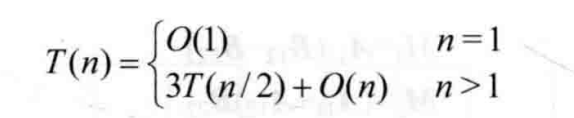 T(n) = { O(1)    n = 1
3T(n/2) + O(n)    n > 1